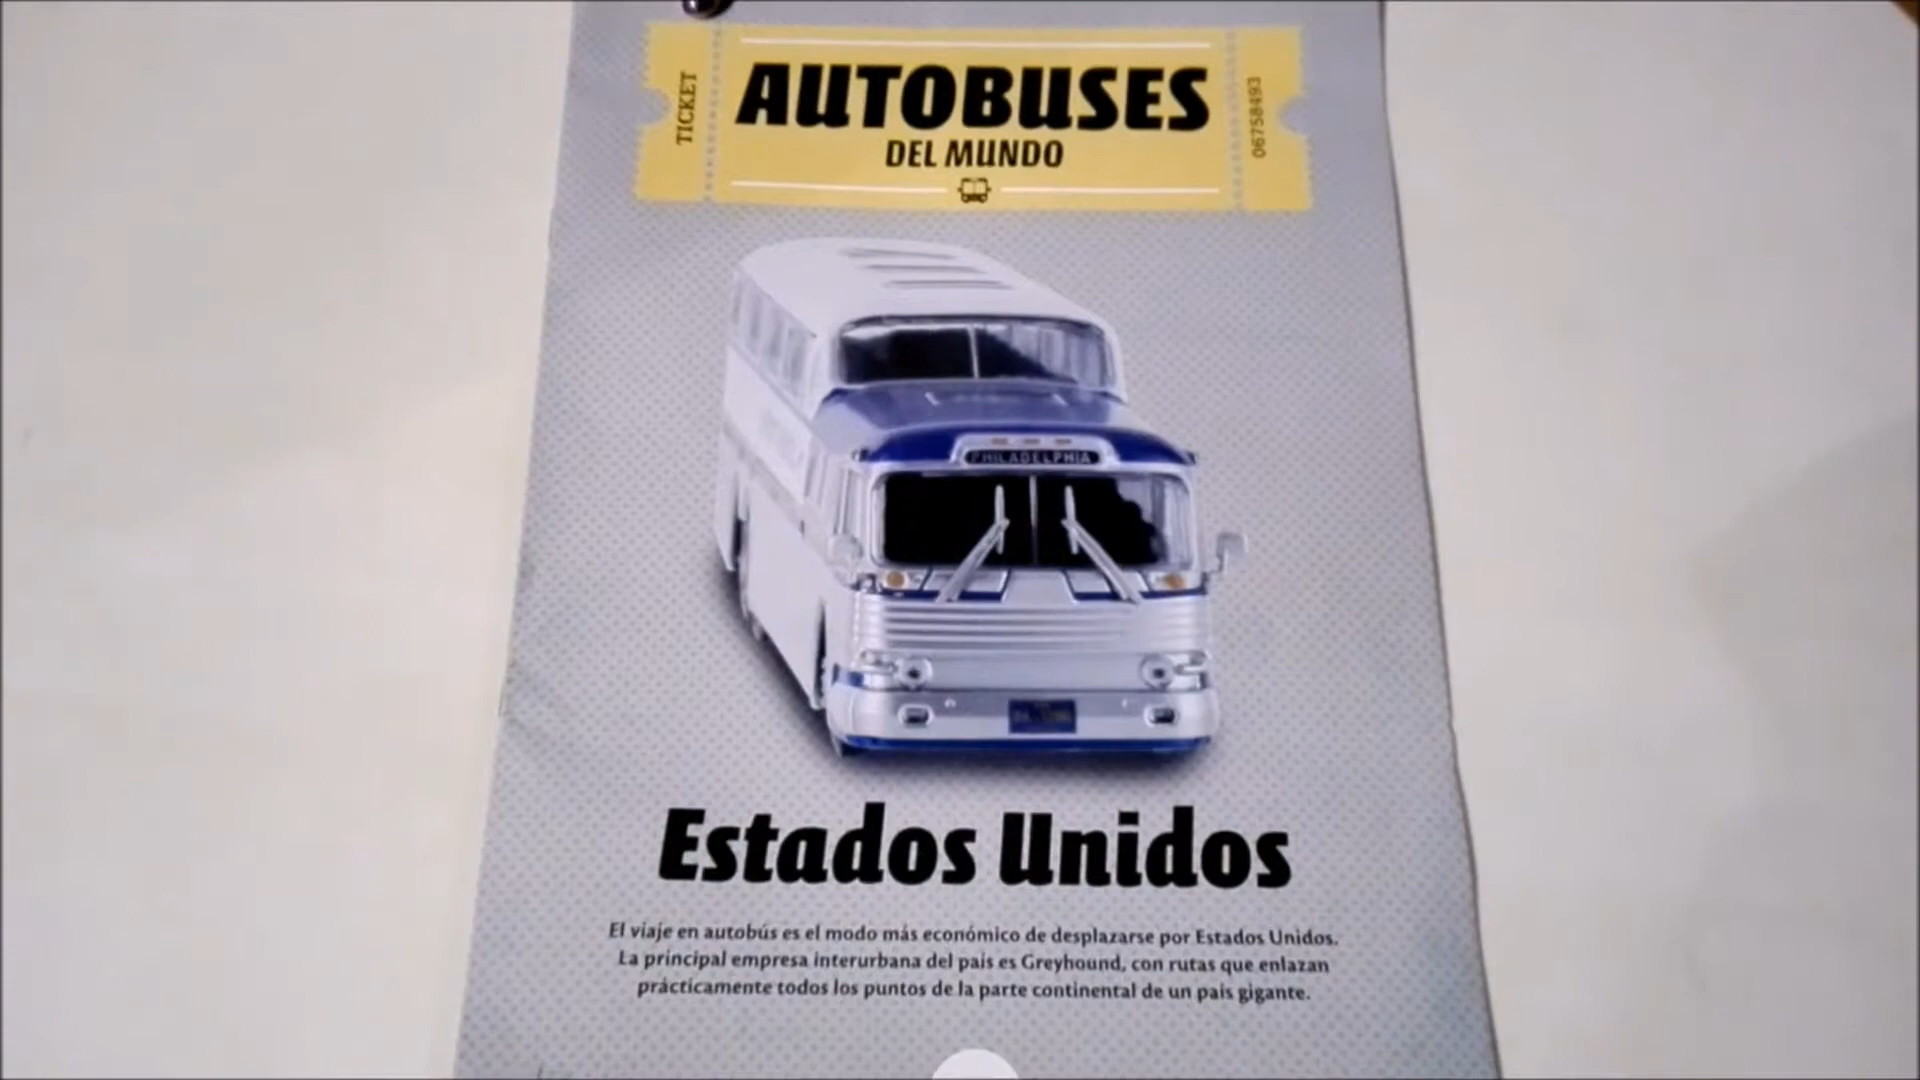 TICKET
AUTOBUSES
DEL MUNDO
06758493
PHILADELPHIA
Estados Unidos
El viaje en autobús es el modo más económico de desplazarse por Estados Unidos.
La principal empresa interurbana del país es Greyhound, con rutas que enlazan
prácticamente todos los puntos de la parte continental de un país gigante.